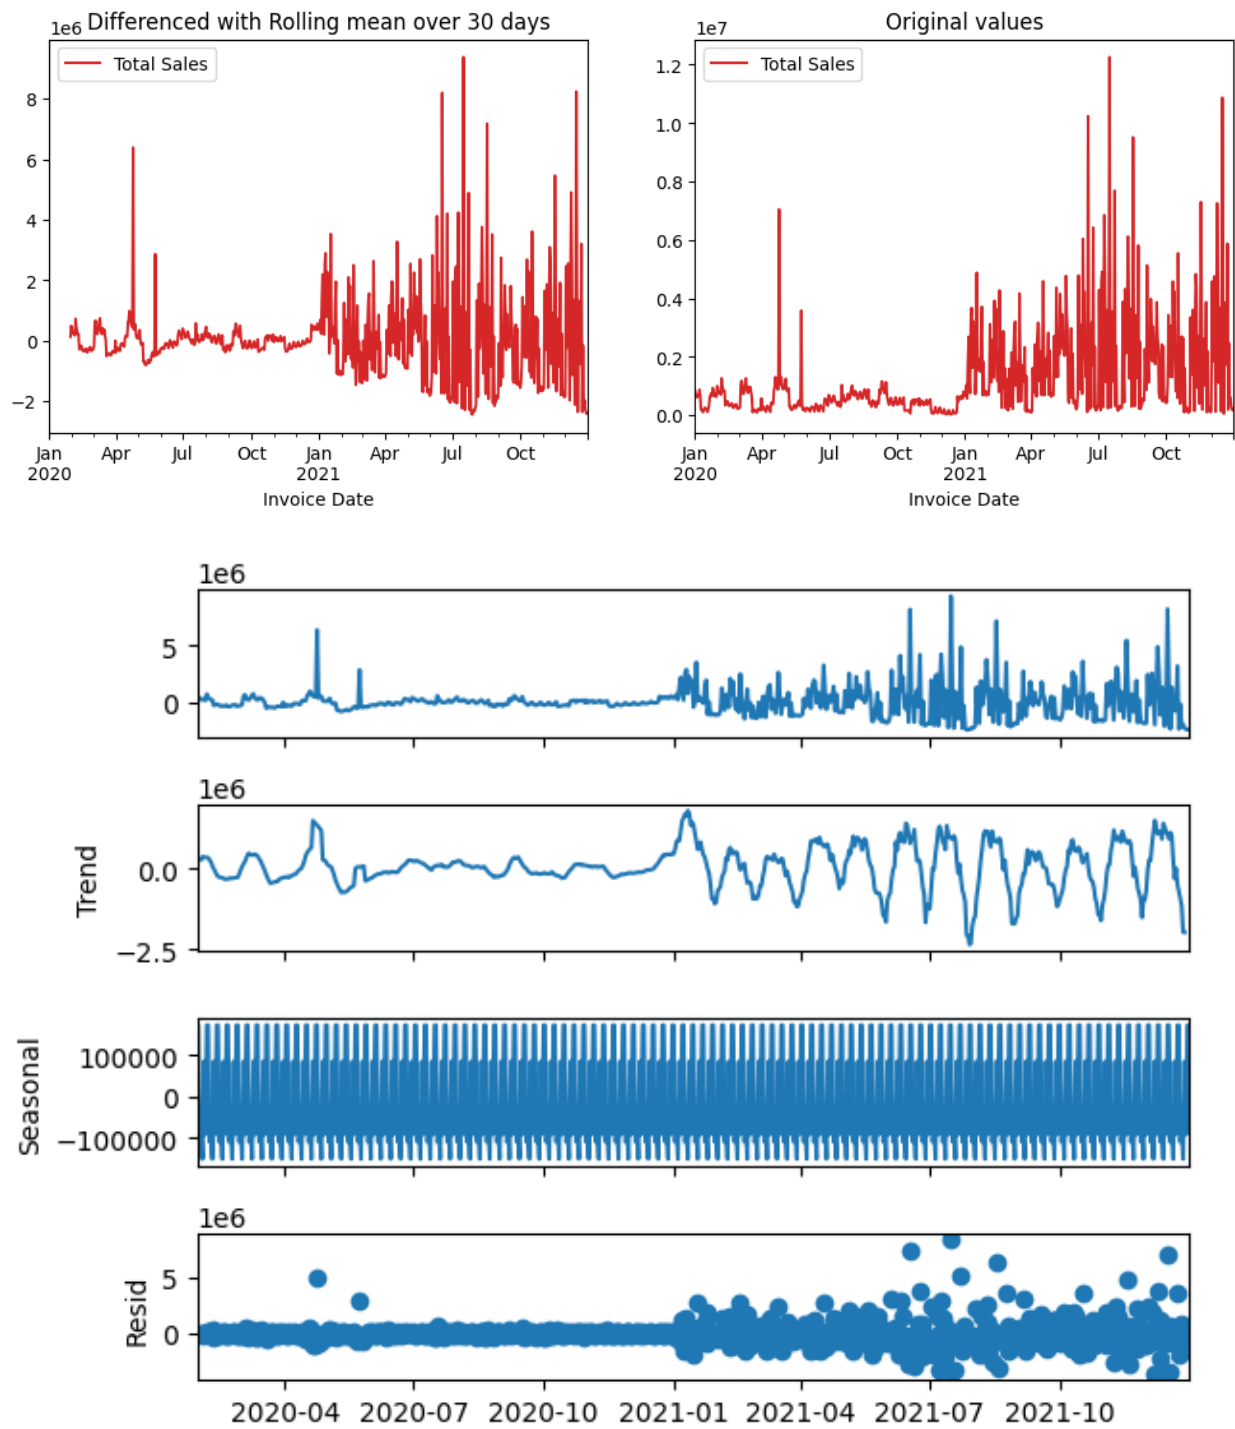 1e6 Differenced with Rolling mean over 30 days
Total Sales
8
6
4
2
0
−2
Jan Apr Jul Oct Jan Apr Jul Oct
2020 2021
Invoice Date
1e7 Original values
Total Sales
1.2
1.0
0.8
0.6
0.4
0.2
0.0
Jan Apr Jul Oct Jan Apr Jul Oct
2020 2021
Invoice Date
1e6
5
0
1e6
Trend
0.0
−2.5
Seasonal
100000
0
−100000
1e6
Resid
5
0
2020-04 2020-07 2020-10 2021-01 2021-04 2021-07 2021-10